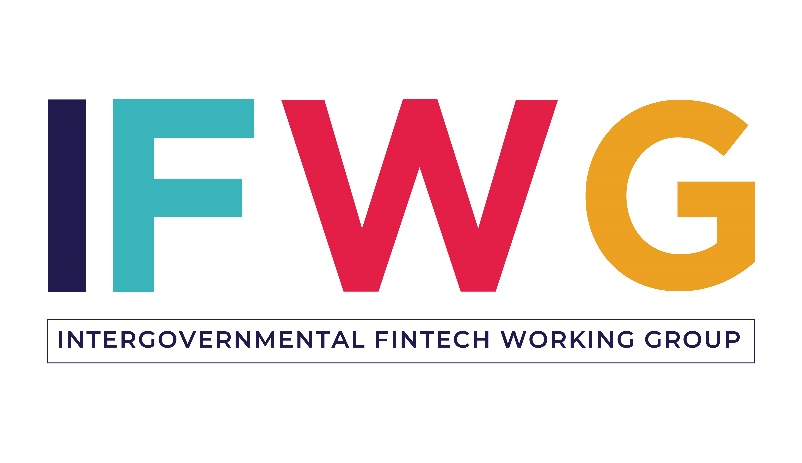 IFWG
INTERGOVERNMENTAL FINTECH WORKING GROUP